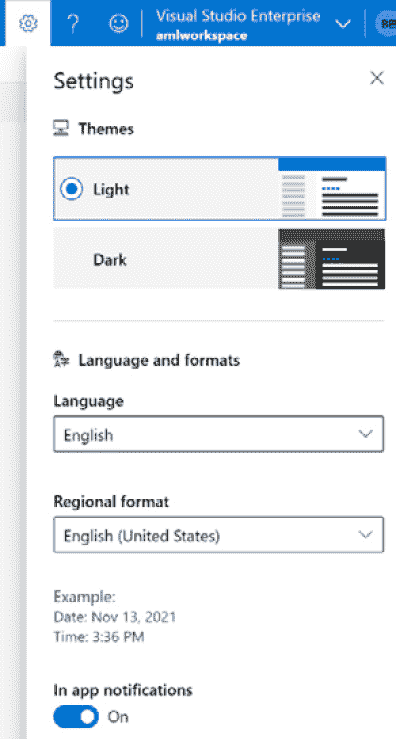 ?
Visual Studio Enterprise
amlworkspace
Settings
Themes
Light
Dark
Language and formats
Language
English
Regional format
English (United States)
Example:
Date: Nov 13, 2021
Time: 3:36 PM
In app notifications
On